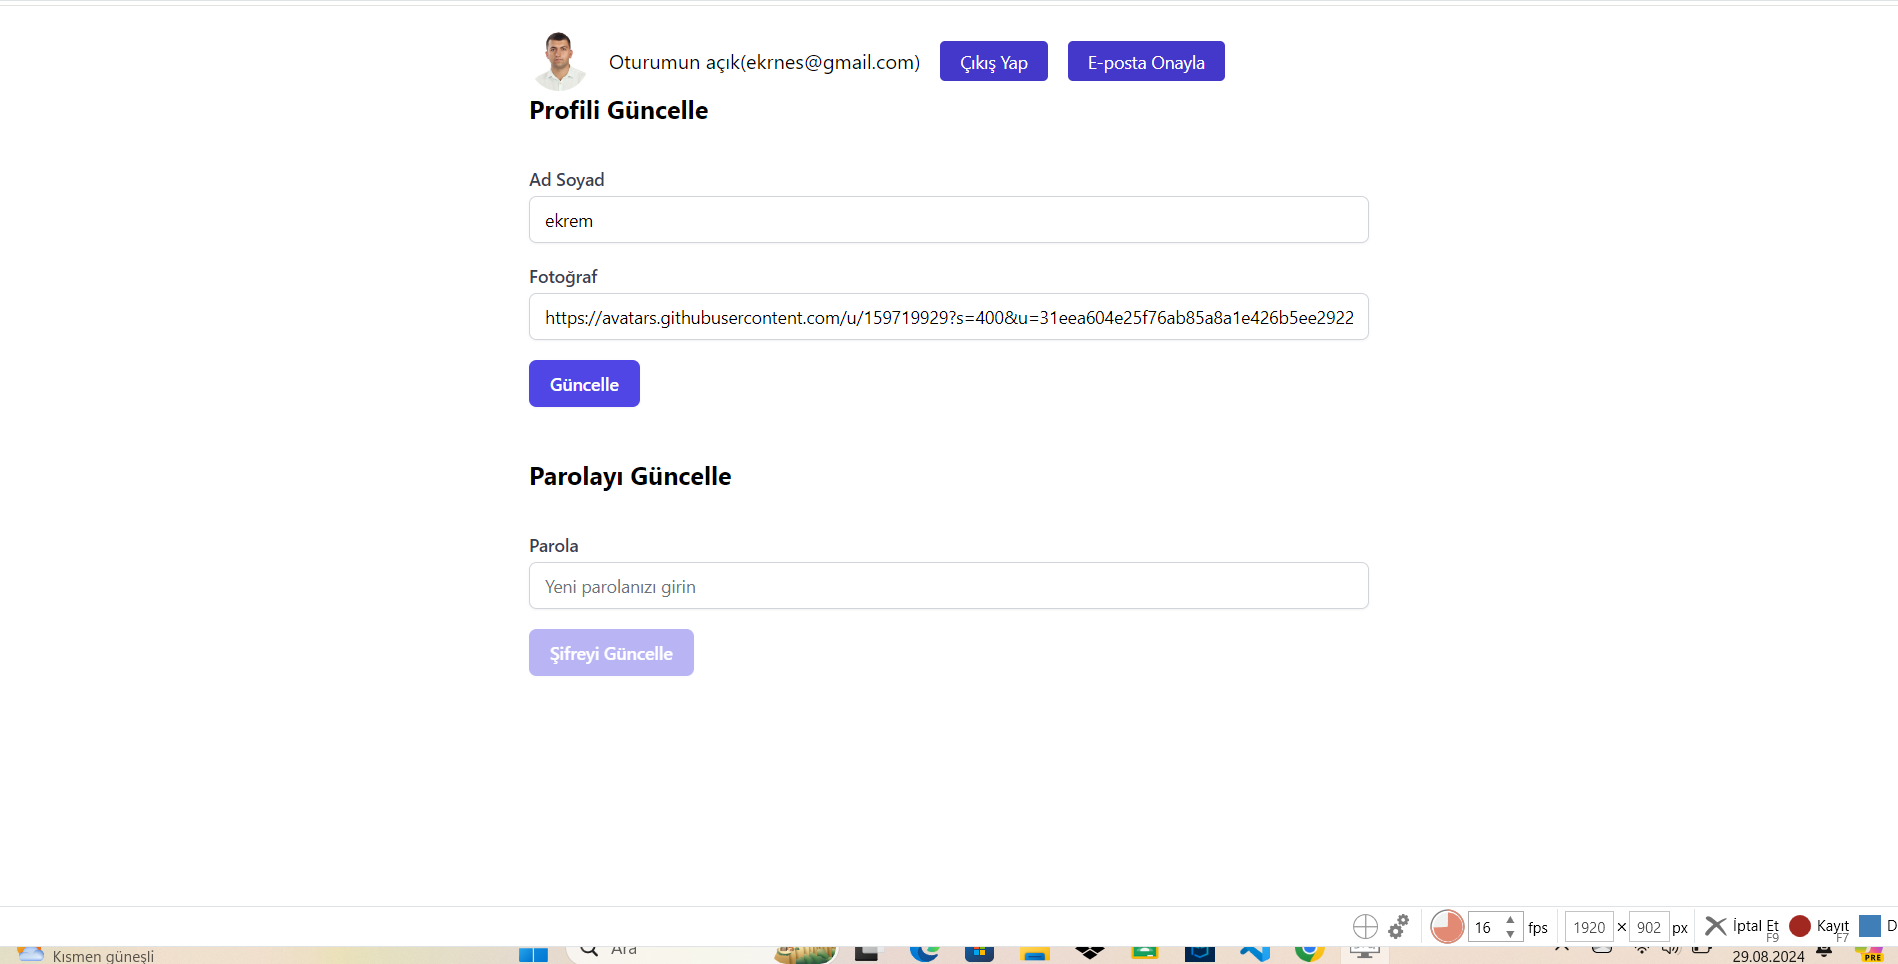 Oturumun açık(ekrnes@gmail.com) Çıkış Yap E-posta Onayla
Profili Güncelle
Ad Soyad
ekrem
Fotoğraf
https://avatars.githubusercontent.com/u/159719929?s=400&u=31eea604e25f76ab85a8a1e426b5ee2922
Güncelle
Parolayı Güncelle
Parola
Yeni parolanızı girin
Şifreyi Güncelle
16 fps 1920 × 902 px İptal Et F9 Kayıt F7 D
Kısmen güneşli Ara 29.08.2024 PRE